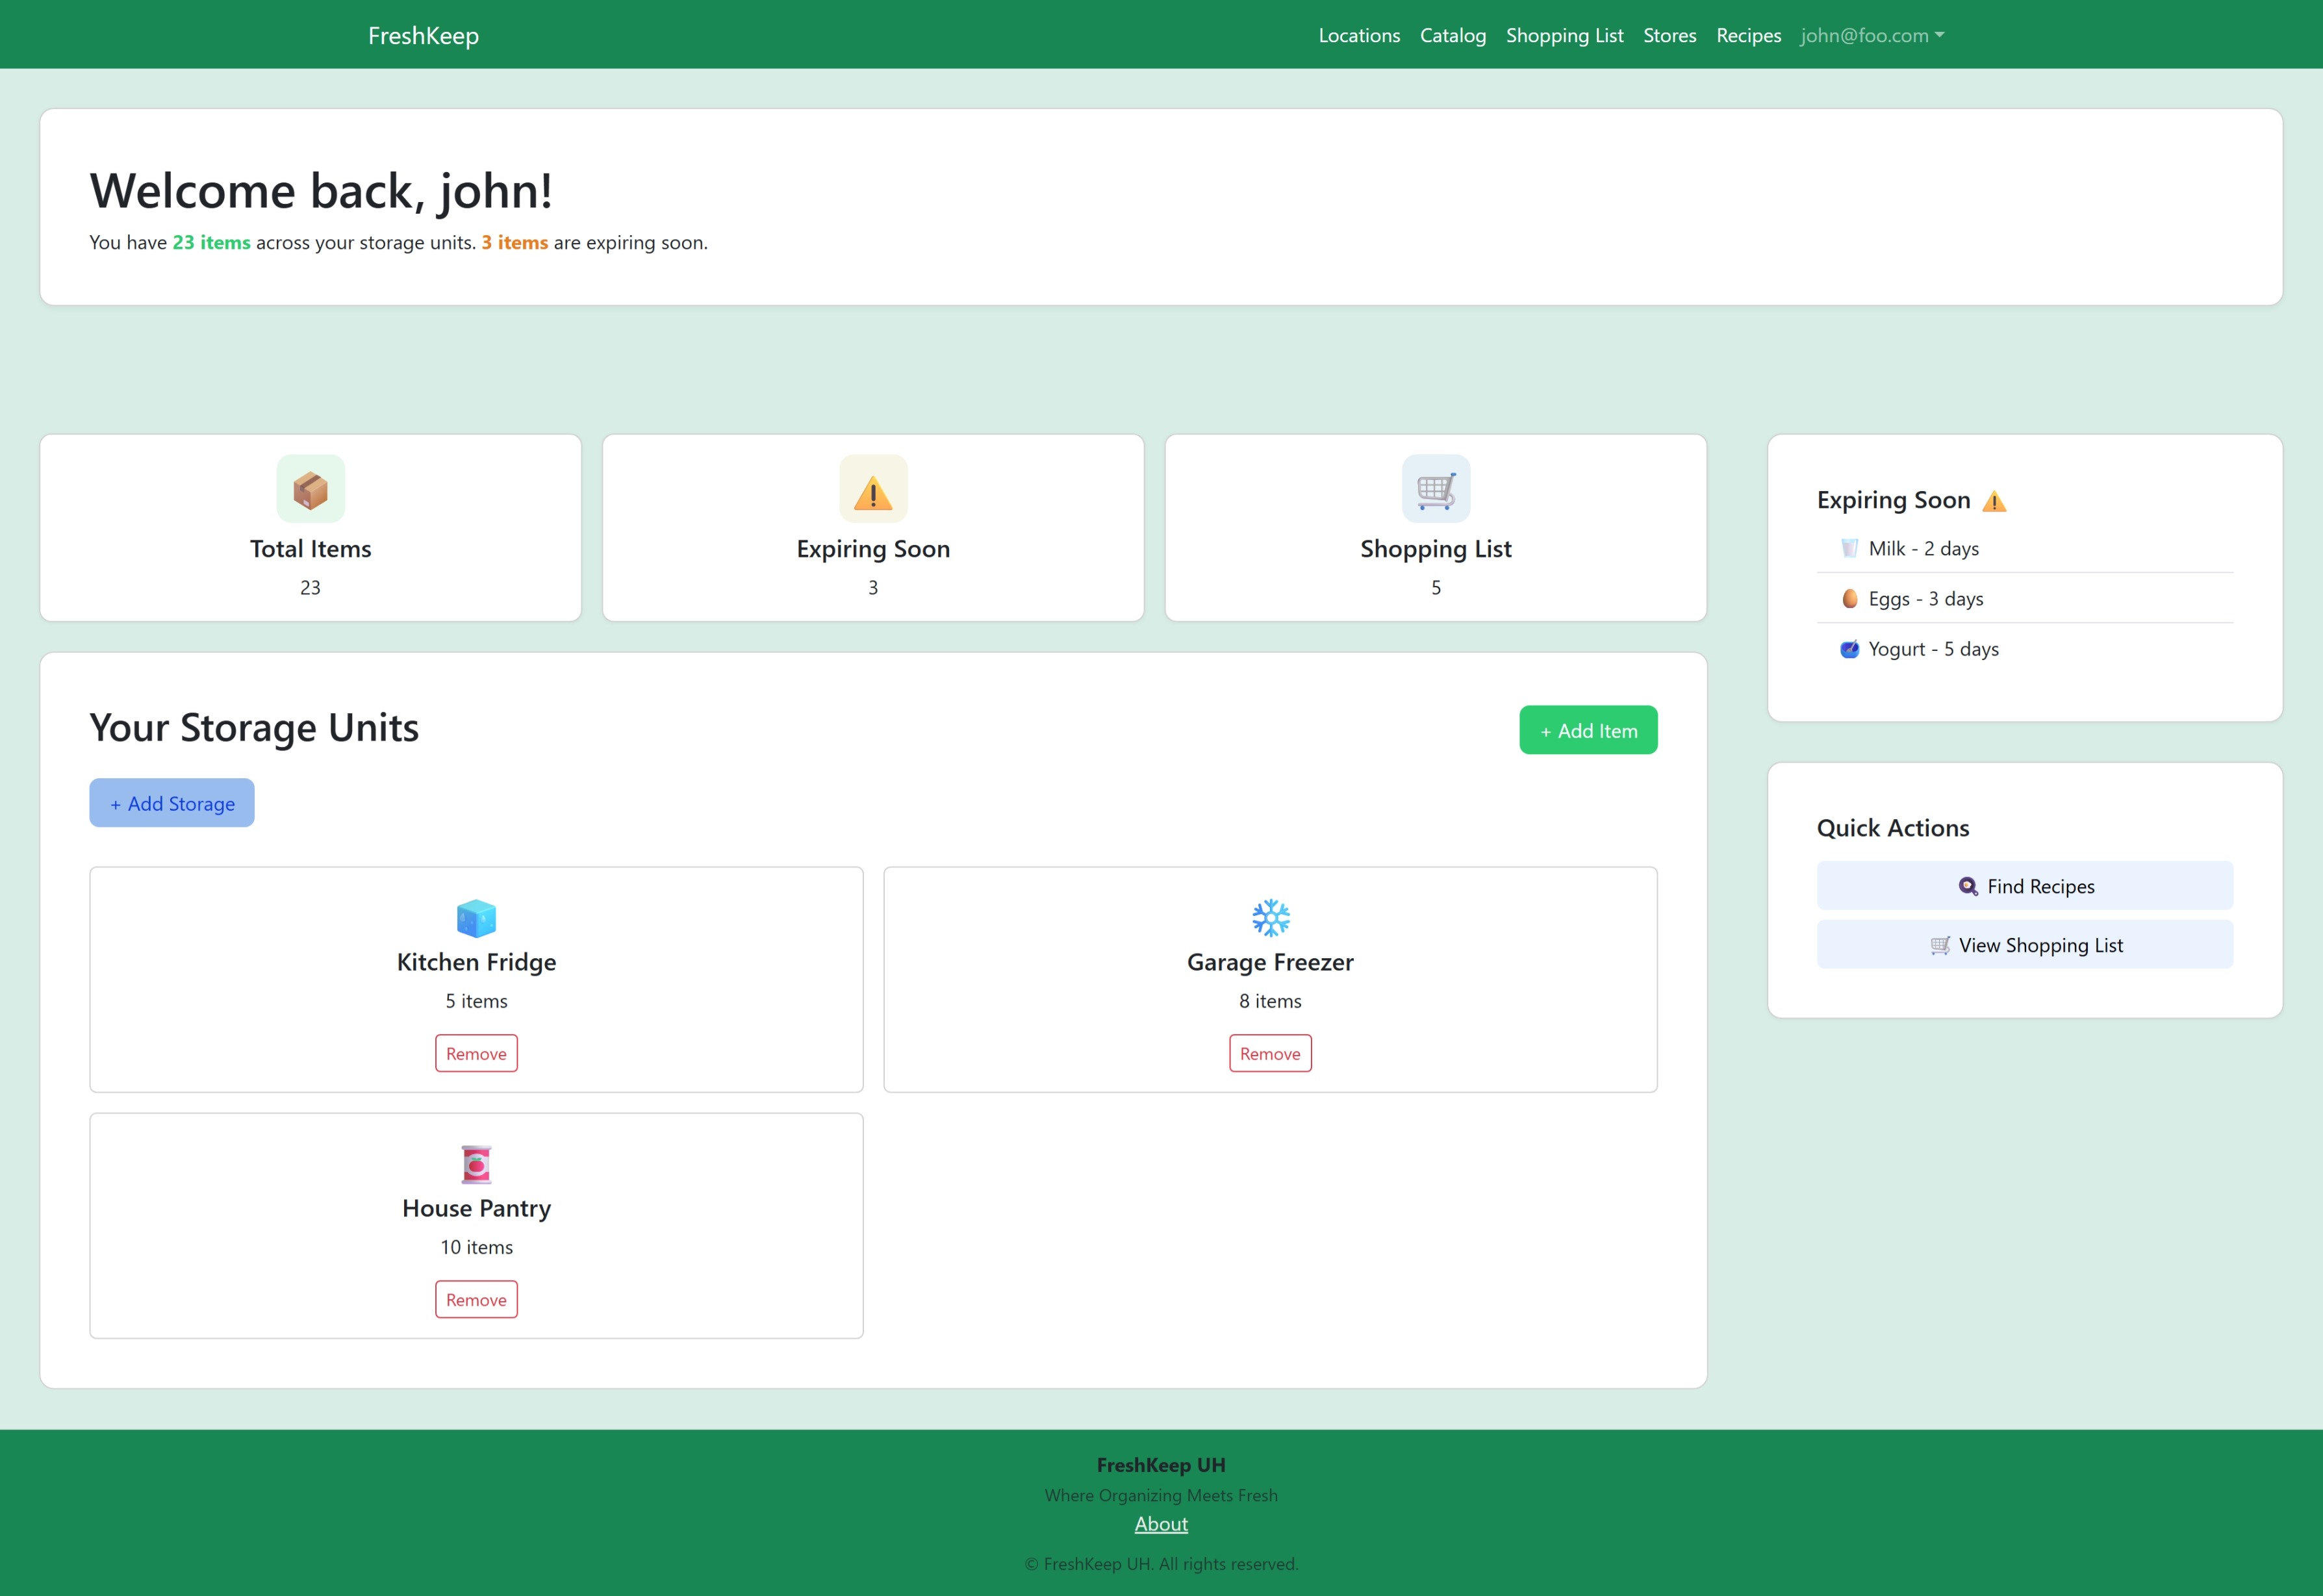 FreshKeep
Locations Catalog Shopping List Stores Recipes john@foo.com
Welcome back, john!
You have 23 items across your storage units. 3 items are expiring soon.
Total Items
23
Expiring Soon
3
Shopping List
5
Your Storage Units
+ Add Item
+ Add Storage
Kitchen Fridge
5 items
Remove
Garage Freezer
8 items
Remove
House Pantry
10 items
Remove
Expiring Soon
Milk - 2 days
Eggs - 3 days
Yogurt - 5 days
Quick Actions
Find Recipes
View Shopping List
FreshKeep UH
Where Organizing Meets Fresh
About
© FreshKeep UH. All rights reserved.